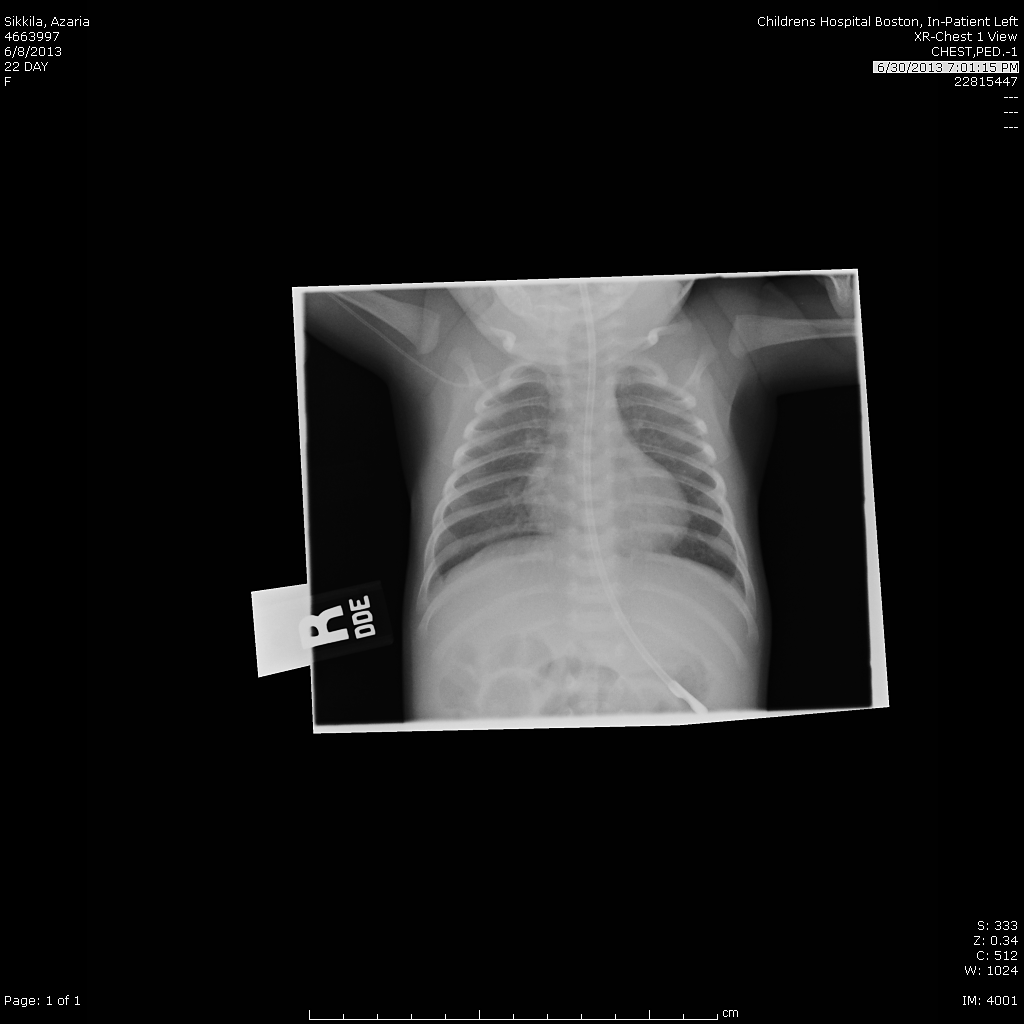 Sikkila, Azaria
4663997
6/8/2013
22 DAY
F
Childrens Hospital Boston, In-Patient Left
XR-Chest 1 View
CHEST,PED.-1
6/30/2013 7:01:15 PM
22815447
---
---
---
R
DDE
S: 333
Z: 0.34
C: 512
W: 1024
Page: 1 of 1
IM: 4001
cm